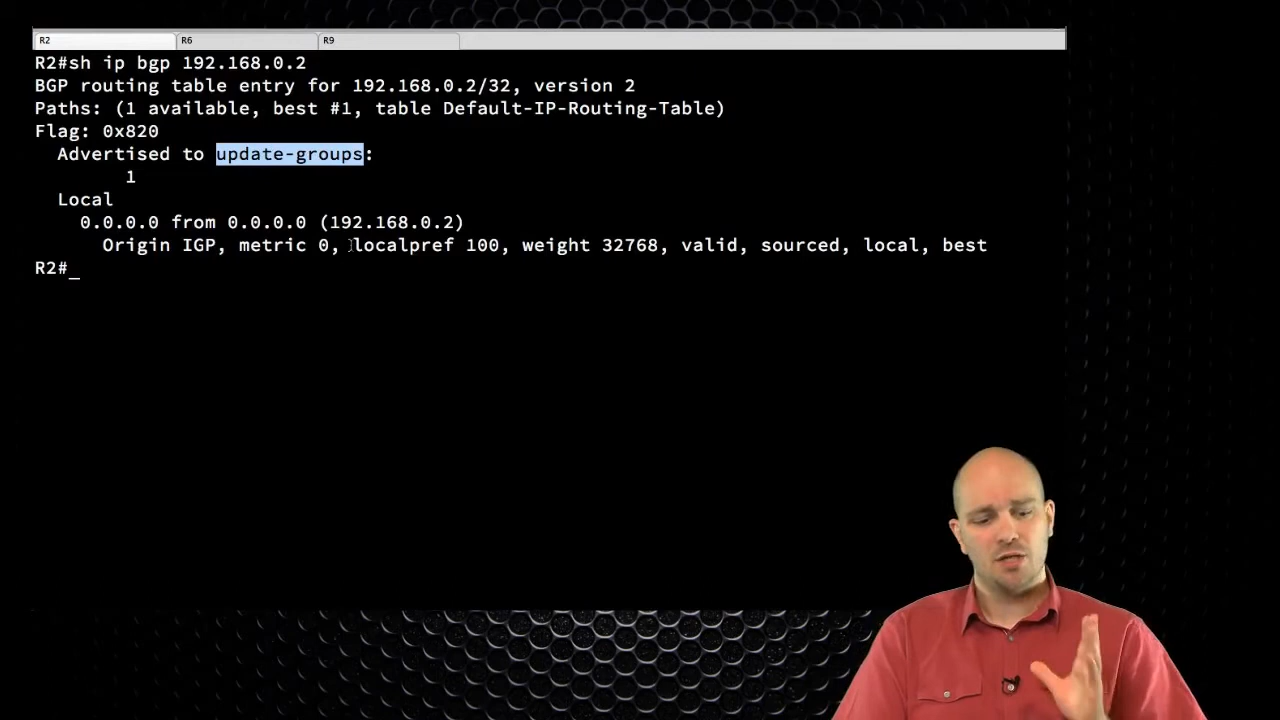 R2 R6 R9
R2#sh ip bgp 192.168.0.2
BGP routing table entry for 192.168.0.2/32, version 2
Paths: (1 available, best #1, table Default-IP-Routing-Table)
Flag: 0x820
Advertised to update-groups:
1
Local
0.0.0.0 from 0.0.0.0 (192.168.0.2)
Origin IGP, metric 0, localpref 100, weight 32768, valid, sourced, local, best
R2#_